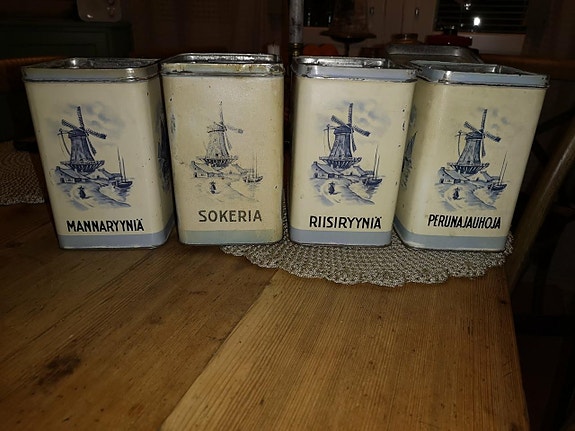 MANNARYYNIÄ
SOKERIA
RIISIRYYNIÄ
PERUNAJAUHOJA